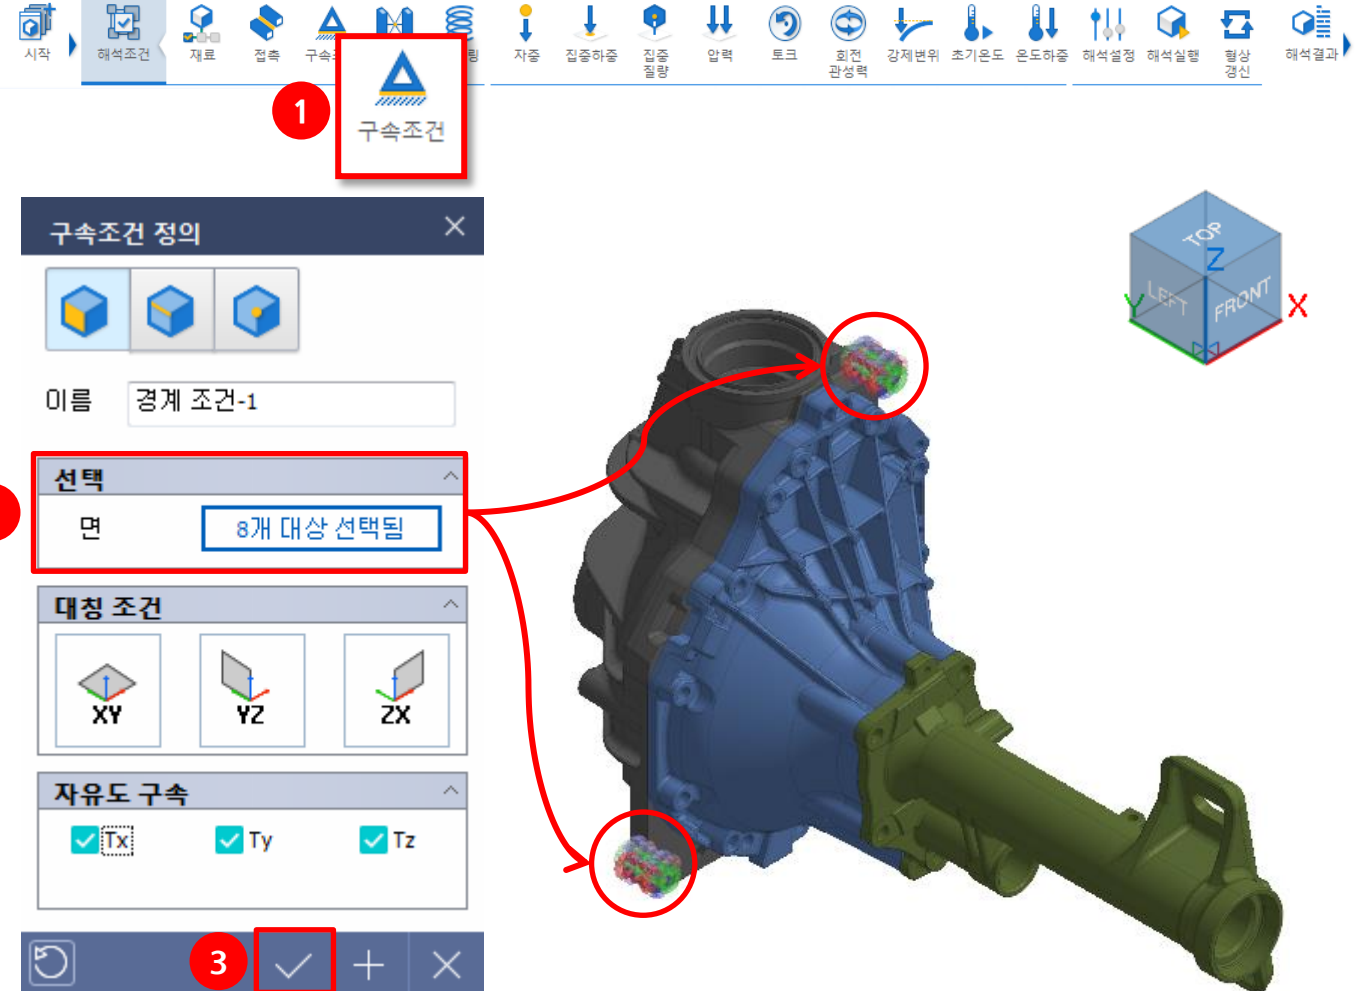 시작
해석조건
재료
접촉
구속조
링
자중
집중하중
집중
질량
압력
토크
회전
관성력
강제변위
초기온도
온도하중
해석설정
해석실행
형상
갱신
해석결과
1
구속조건
구속조건 정의
이름
경계 조건-1
선택
면
8개 대상 선택됨
대칭 조건
XY
YZ
ZX
자유도 구속
Tx
Ty
Tz
3
TOP
LEFT
FRONT
Z
Y
X